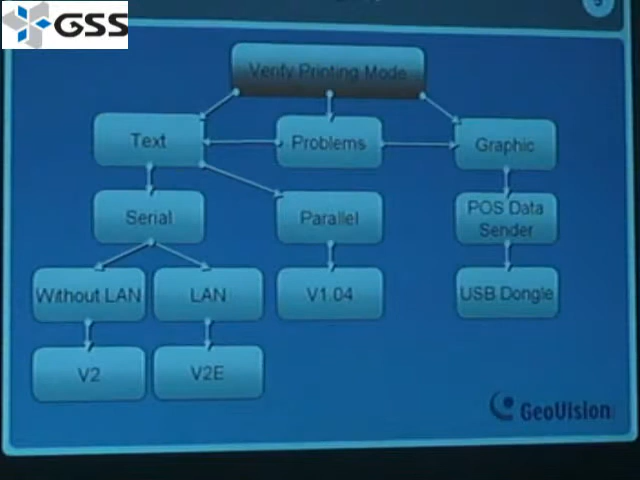 GSS
Verify Printing Mode
Text
Problems
Graphic
Serial
Parallel
POS Data
Sender
Without LAN
LAN
V1.04
USB Dongle
V2
V2E
GeoVision